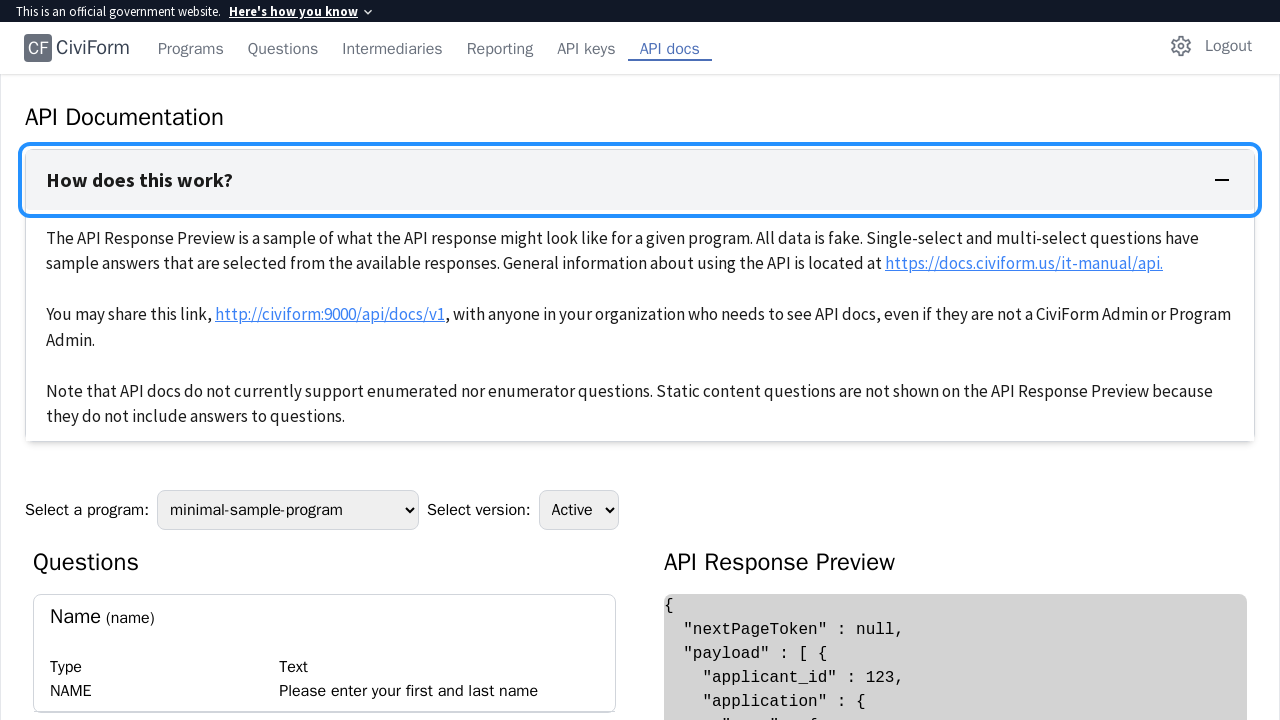 This is an official government website. Here's how you know
CF CiviForm Programs Questions Intermediaries Reporting API keys API docs Logout
API Documentation
How does this work?
The API Response Preview is a sample of what the API response might look like for a given program. All data is fake. Single-select and multi-select questions have
sample answers that are selected from the available responses. General information about using the API is located at https://docs.civiform.us/it-manual/api.
You may share this link, http://civiform:9000/api/docs/v1, with anyone in your organization who needs to see API docs, even if they are not a CiviForm Admin or Program
Admin.
Note that API docs do not currently support enumerated nor enumerator questions. Static content questions are not shown on the API Response Preview because
they do not include answers to questions.
Select a program: minimal-sample-program Select version: Active
Questions
Name (name)
Type Text
NAME Please enter your first and last name
API Response Preview
{
"nextPageToken" : null,
"payload" : [ {
"applicant_id" : 123,
"application" : {